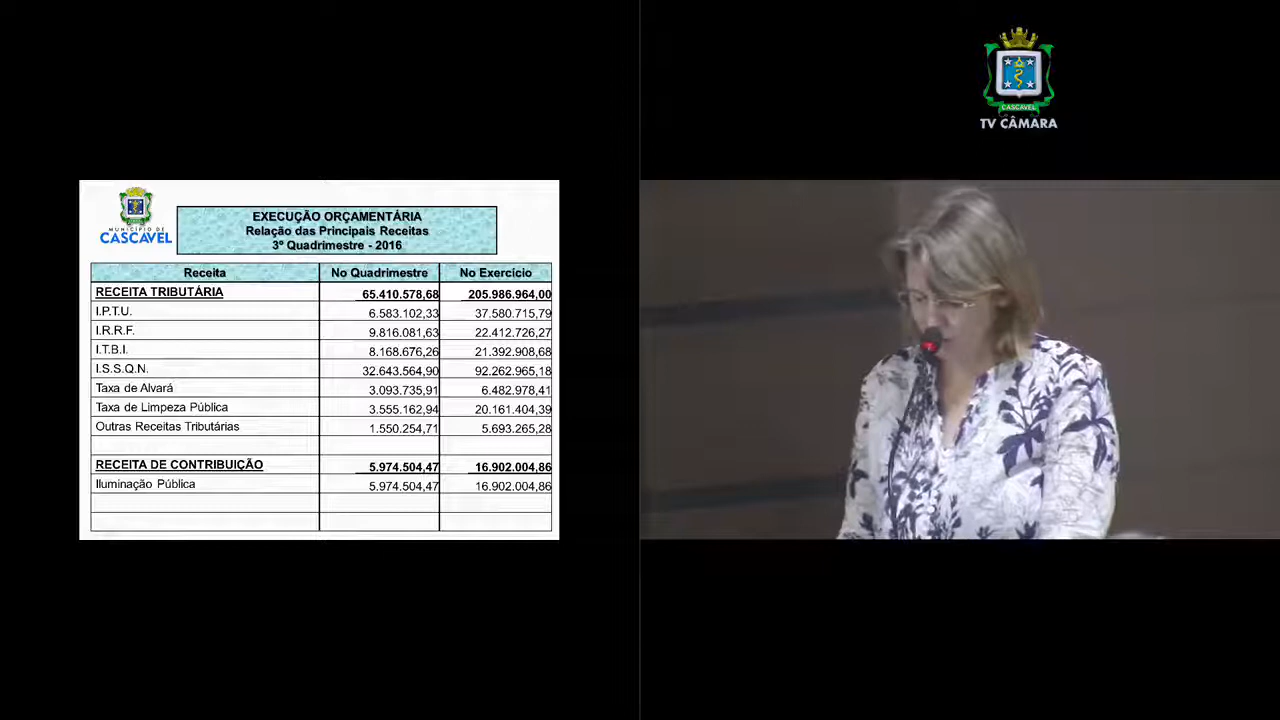 MUNICÍPIO DE
CASCAVEL
EXECUÇÃO ORÇAMENTÁRIA
Relação das Principais Receitas
3º Quadrimestre - 2016
Receita No Quadrimestre No Exercício
RECEITA TRIBUTÁRIA 65.410.578,68 205.986.964,00
I.P.T.U. 6.583.102,33 37.580.715,79
I.R.R.F. 9.816.081,63 22.412.726,27
I.T.B.I. 8.168.676,26 21.392.908,68
I.S.S.Q.N. 32.643.564,90 92.262.965,18
Taxa de Alvará 3.093.735,91 6.482.978,41
Taxa de Limpeza Pública 3.555.162,94 20.161.404,39
Outras Receitas Tributárias 1.550.254,71 5.693.265,28
RECEITA DE CONTRIBUIÇÃO 5.974.504,47 16.902.004,86
Iluminação Pública 5.974.504,47 16.902.004,86
CASCAVEL
TV CÂMARA